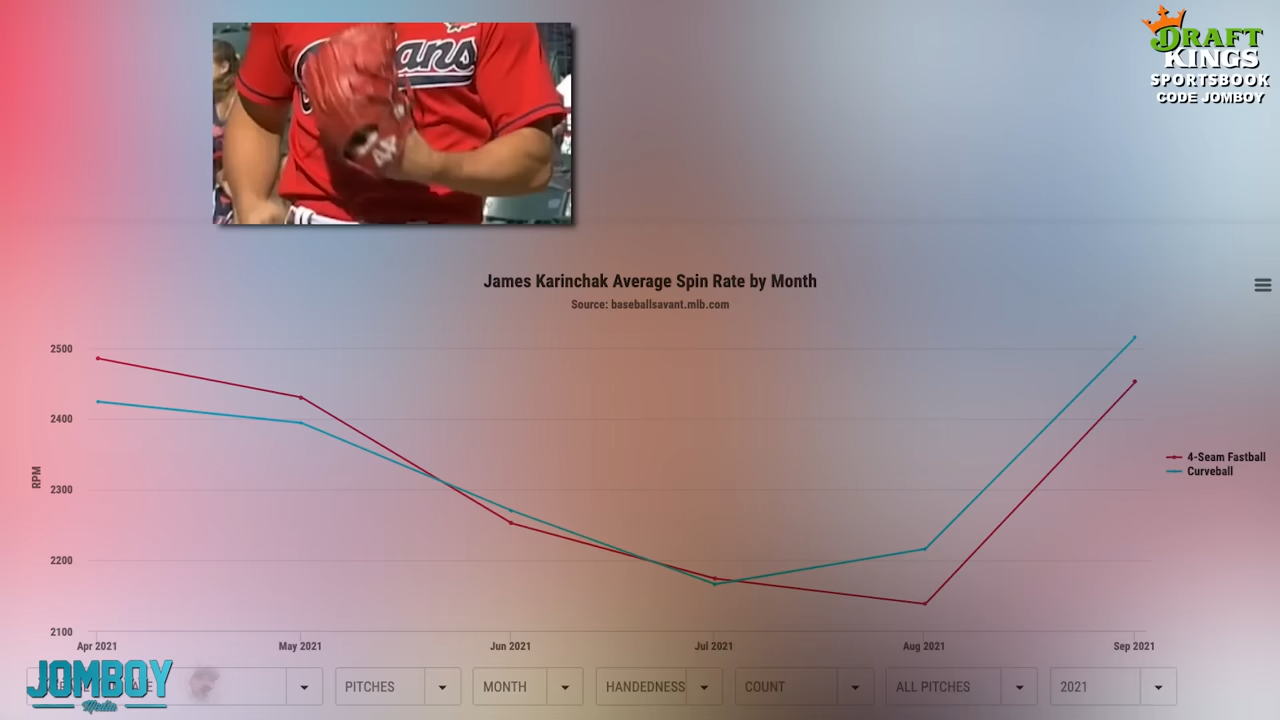 DRAFT
KINGS
SPORTSBOOK
CODE JOMBOY
ans
James Karinchak Average Spin Rate by Month
Source: baseballsavant.mlb.com
2500
2400
2300
2200
2100
RPM
4-Seam Fastball
Curveball
Apr 2021
May 2021
Jun 2021
Jul 2021
Aug 2021
Sep 2021
JOMBOY
Media
PITCHES
MONTH
HANDEDNESS
COUNT
ALL PITCHES
2021